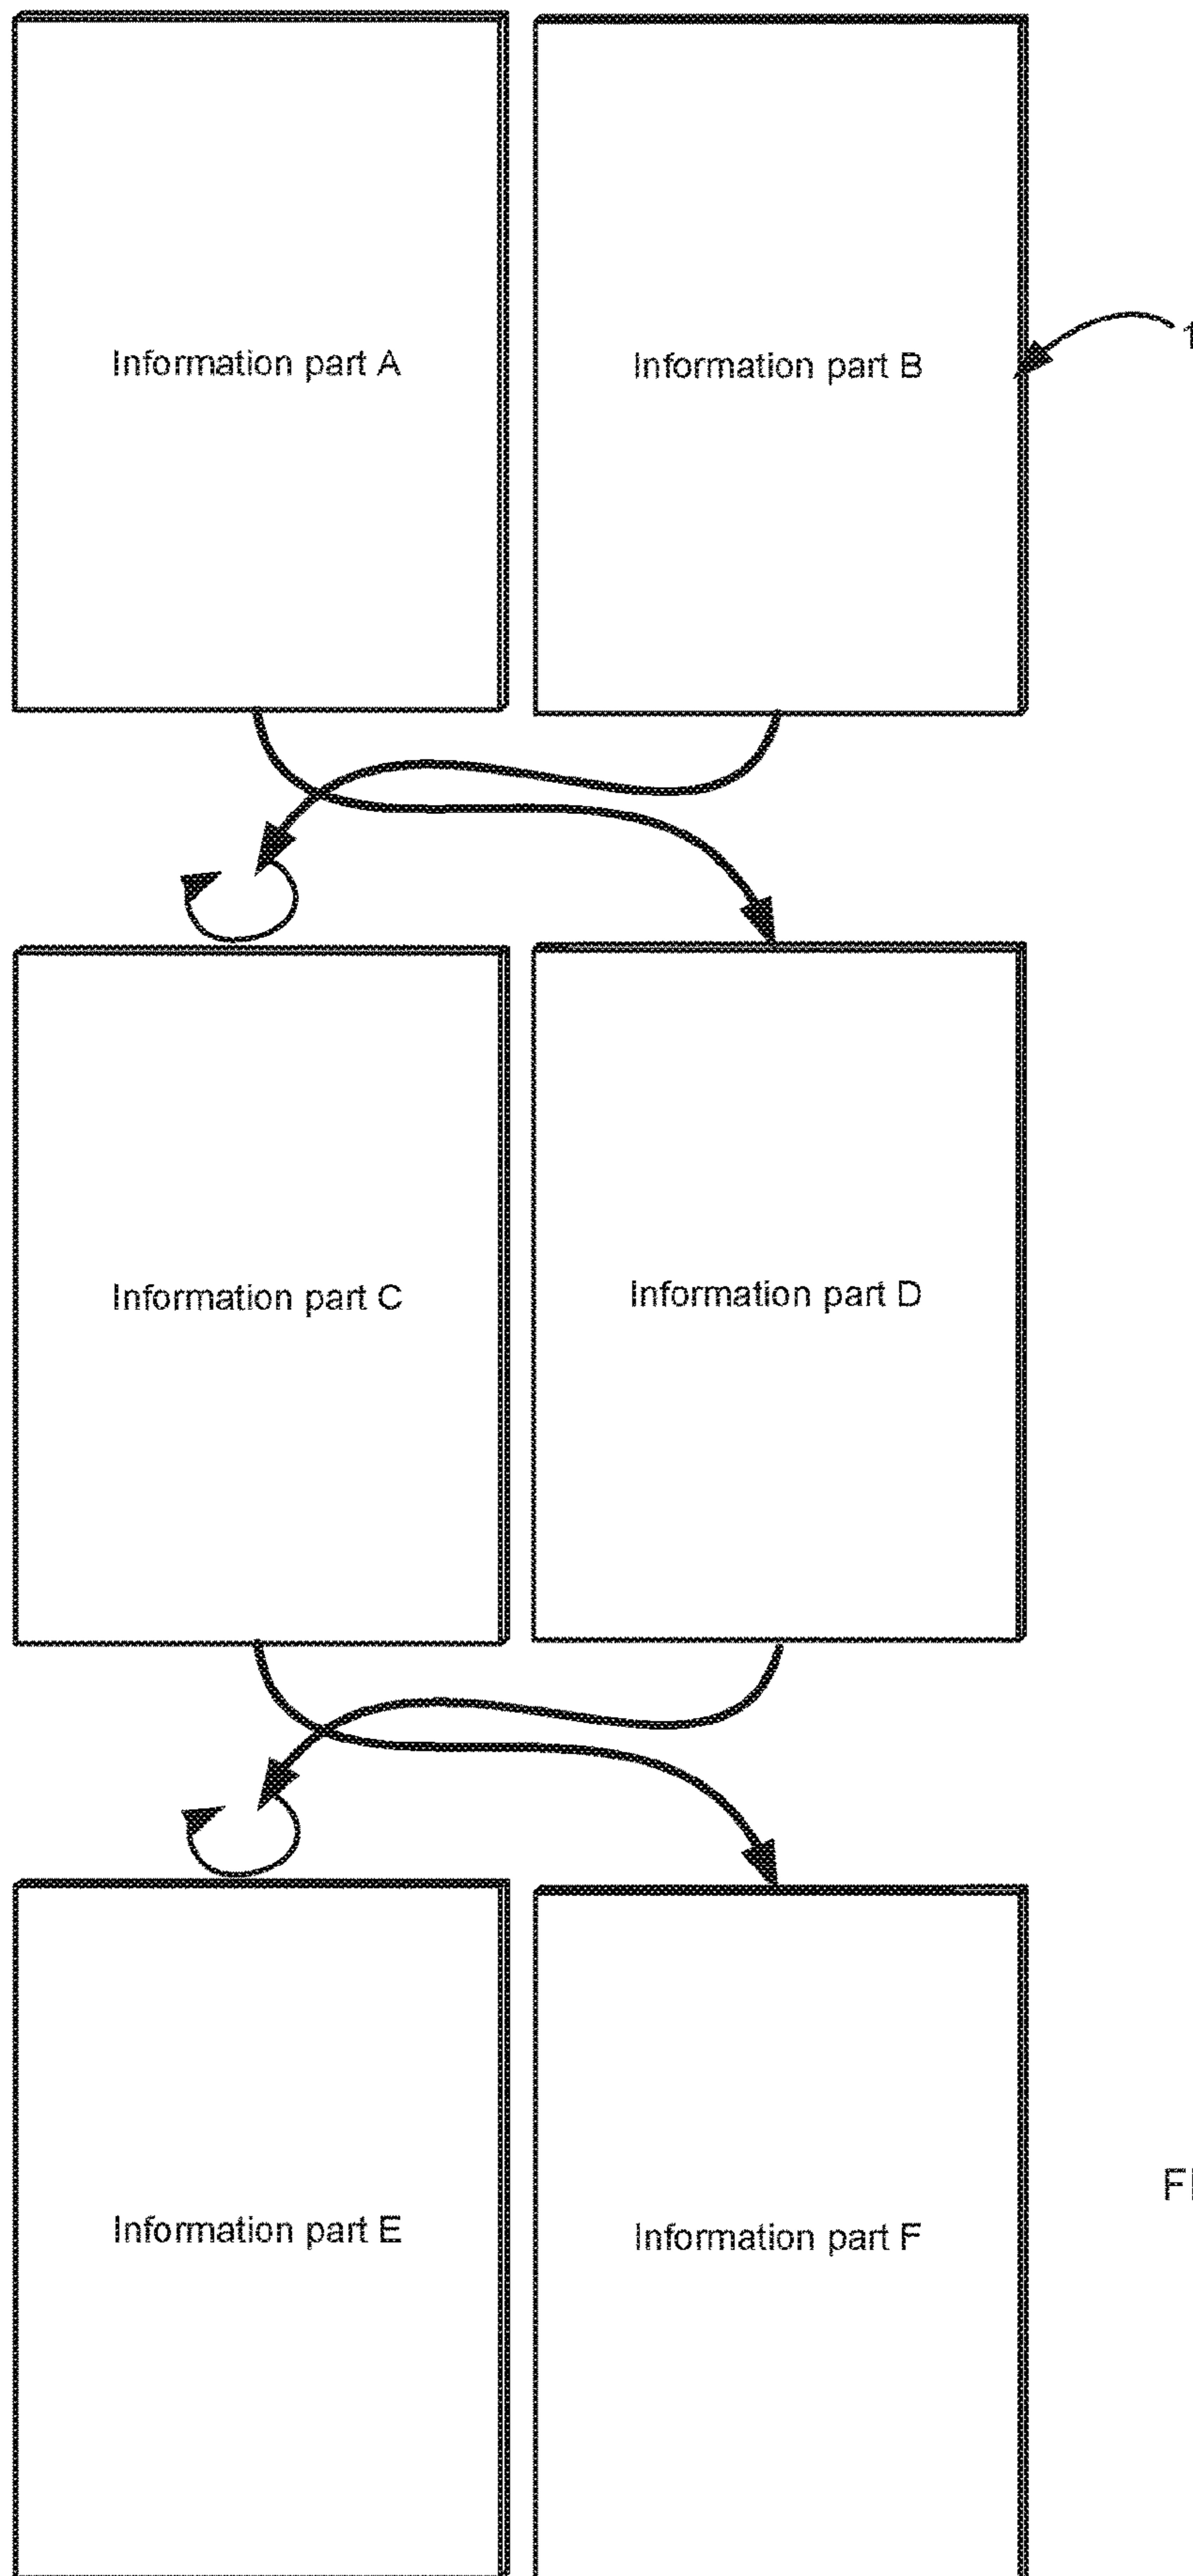 Information part A
Information part B
Information part C
Information part D
Information part E
Information part F